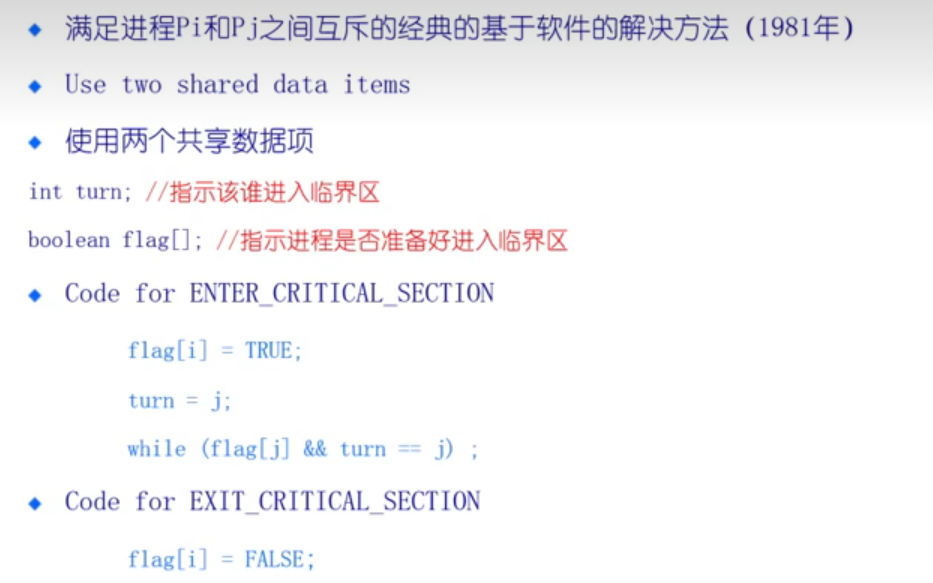 满足进程Pi和Pj之间互斥的经典的基于软件的解决方法（1981年）
Use two shared data items
使用两个共享数据项
int turn; //指示该谁进入临界区
boolean flag[]; //指示进程是否准备好进入临界区
Code for ENTER_CRITICAL_SECTION
flag[i] = TRUE;
turn = j;
while (flag[j] && turn == j) ;
Code for EXIT_CRITICAL_SECTION
flag[i] = FALSE;